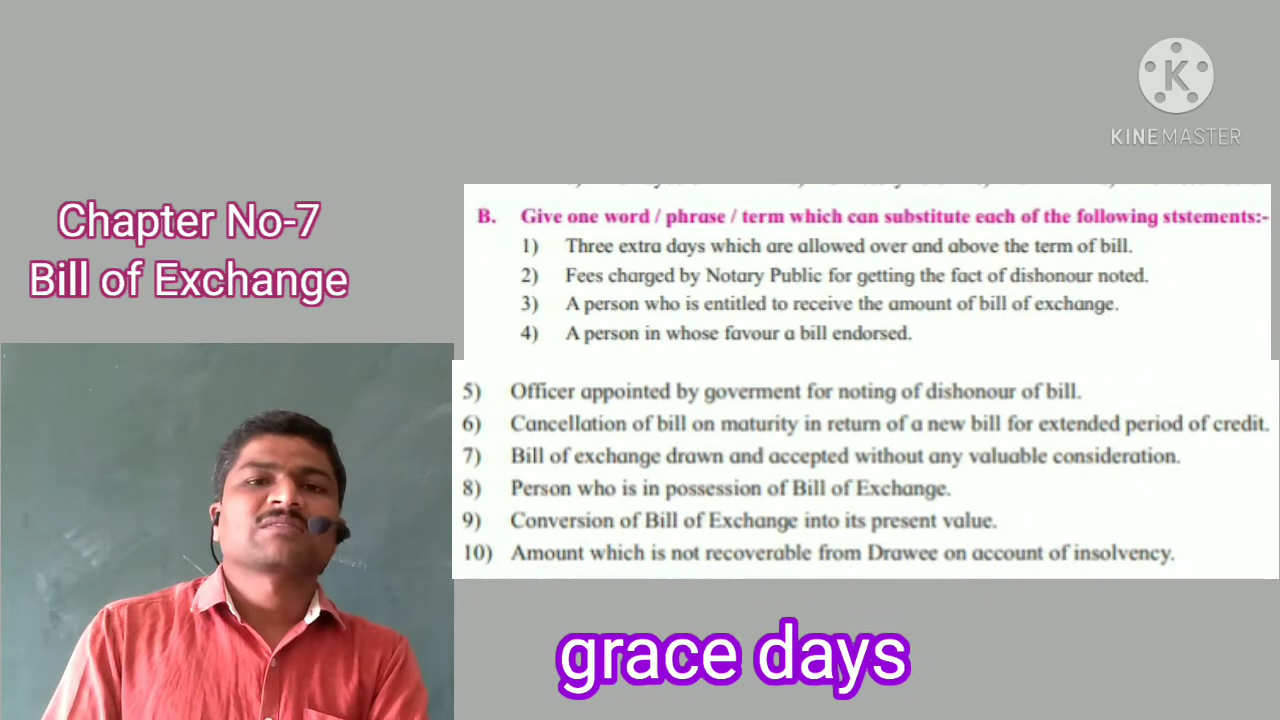 KINEMASTER
Chapter No-7
Bill of Exchange
B. Give one word / phrase / term which can substitute each of the following ststements:-
1) Three extra days which are allowed over and above the term of bill.
2) Fees charged by Notary Public for getting the fact of dishonour noted.
3) A person who is entitled to receive the amount of bill of exchange.
4) A person in whose favour a bill endorsed.
5) Officer appointed by goverment for noting of dishonour of bill.
6) Cancellation of bill on maturity in return of a new bill for extended period of credit.
7) Bill of exchange drawn and accepted without any valuable consideration.
8) Person who is in possession of Bill of Exchange.
9) Conversion of Bill of Exchange into its present value.
10) Amount which is not recoverable from Drawee on account of insolvency.
grace days